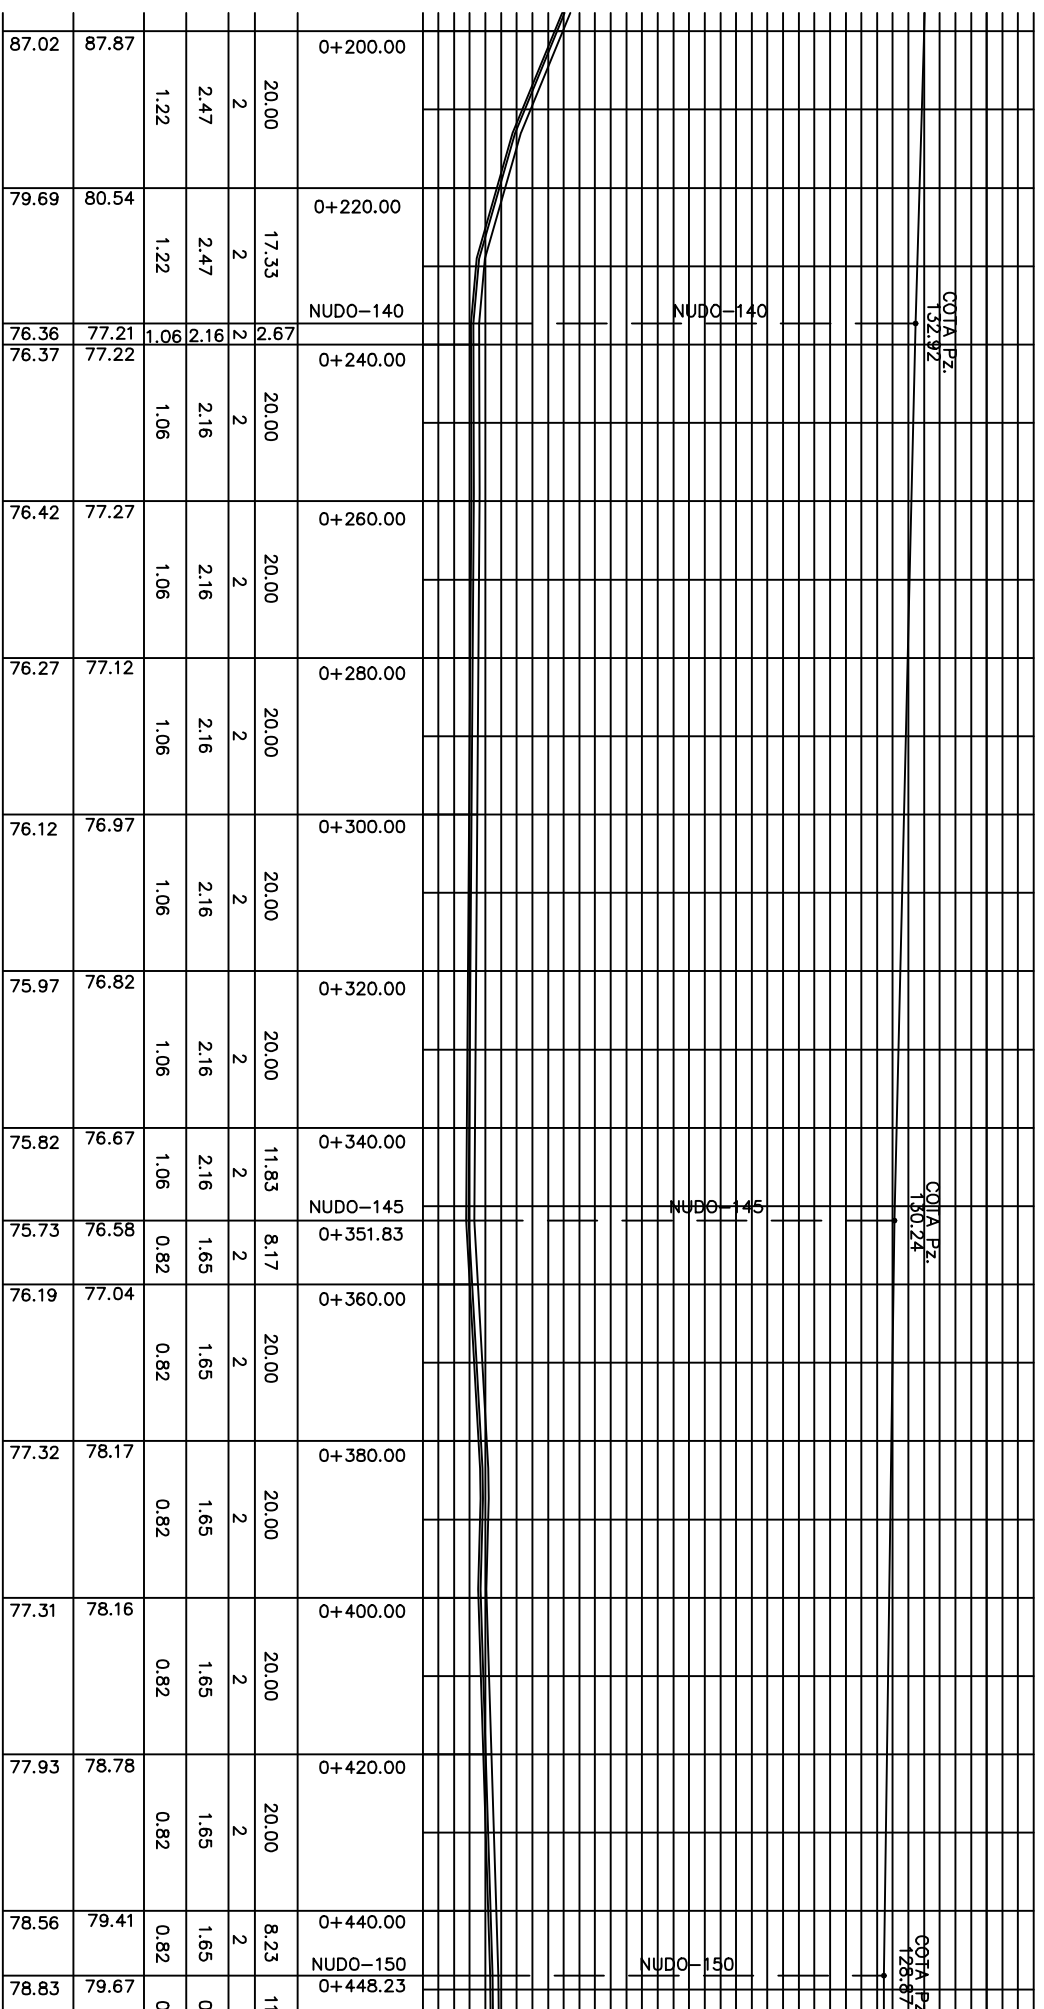 87.02 87.87 0+200.00
1.22 2.47 2 20.00
79.69 80.54 0+220.00
1.22 2.47 2 17.33
NUDO-140 NUDO-140
COTA Pz.
132.92
76.36 77.21 1.06 2.16 2 2.67
76.37 77.22 0+240.00
1.06 2.16 2 20.00
76.42 77.27 0+260.00
1.06 2.16 2 20.00
76.27 77.12 0+280.00
1.06 2.16 2 20.00
76.12 76.97 0+300.00
1.06 2.16 2 20.00
75.97 76.82 0+320.00
1.06 2.16 2 20.00
75.82 76.67 0+340.00
1.06 2.16 2 11.83
NUDO-145 NUDO-145
COTA Pz.
130.24
75.73 76.58 0+351.83
0.82 1.65 2 8.17
76.19 77.04 0+360.00
0.82 1.65 2 20.00
77.32 78.17 0+380.00
0.82 1.65 2 20.00
77.31 78.16 0+400.00
0.82 1.65 2 20.00
77.93 78.78 0+420.00
0.82 1.65 2 20.00
78.56 79.41 0+440.00
0.82 1.65 2 8.23
NUDO-150 NUDO-150
COTA Pz
128.87
78.83 79.67 0+448.23